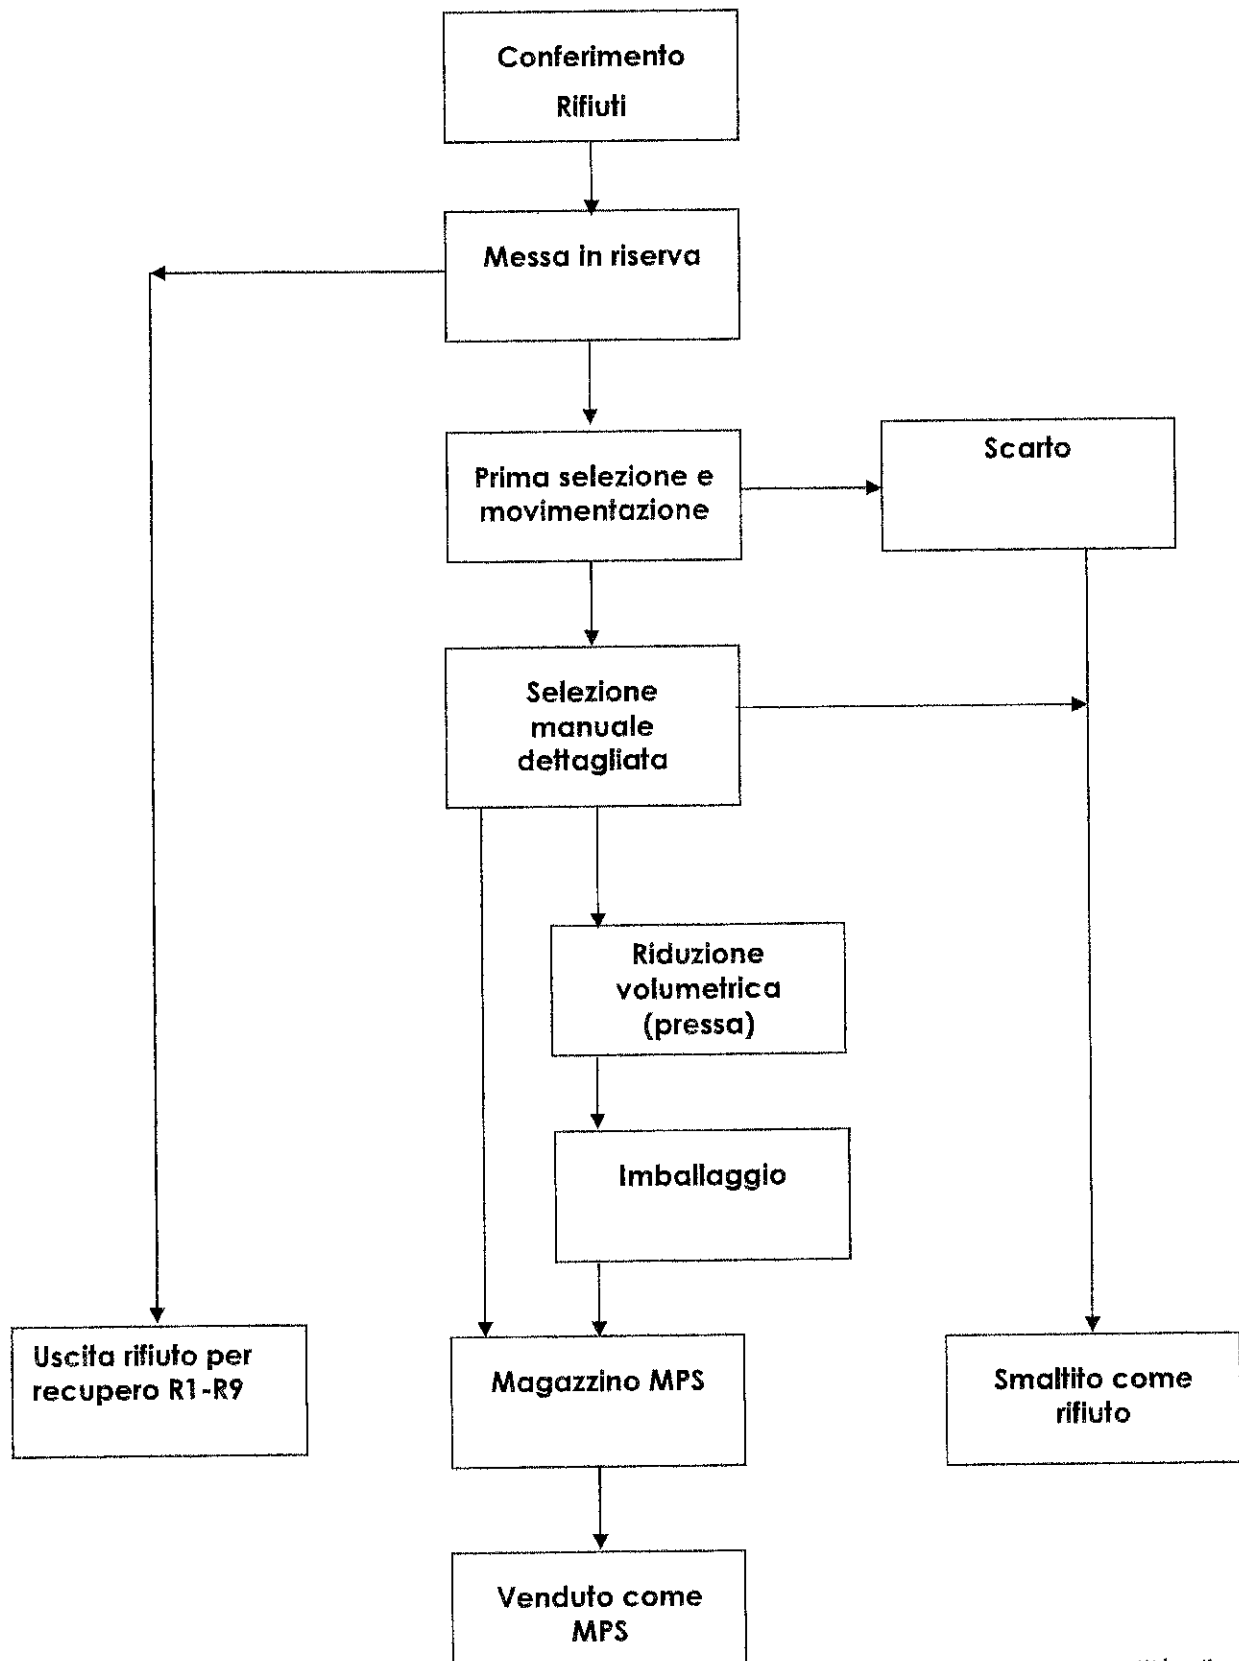 Conferimento
Rifiuti
Messa in riserva
Prima selezione e
movimentazione
Scarto
Selezione
manuale
dettagliata
Riduzione
volumetrica
(pressa)
Imballaggio
Uscita rifiuto per
recupero R1-R9
Magazzino MPS
Smaltito come
rifiuto
Venduto come
MPS